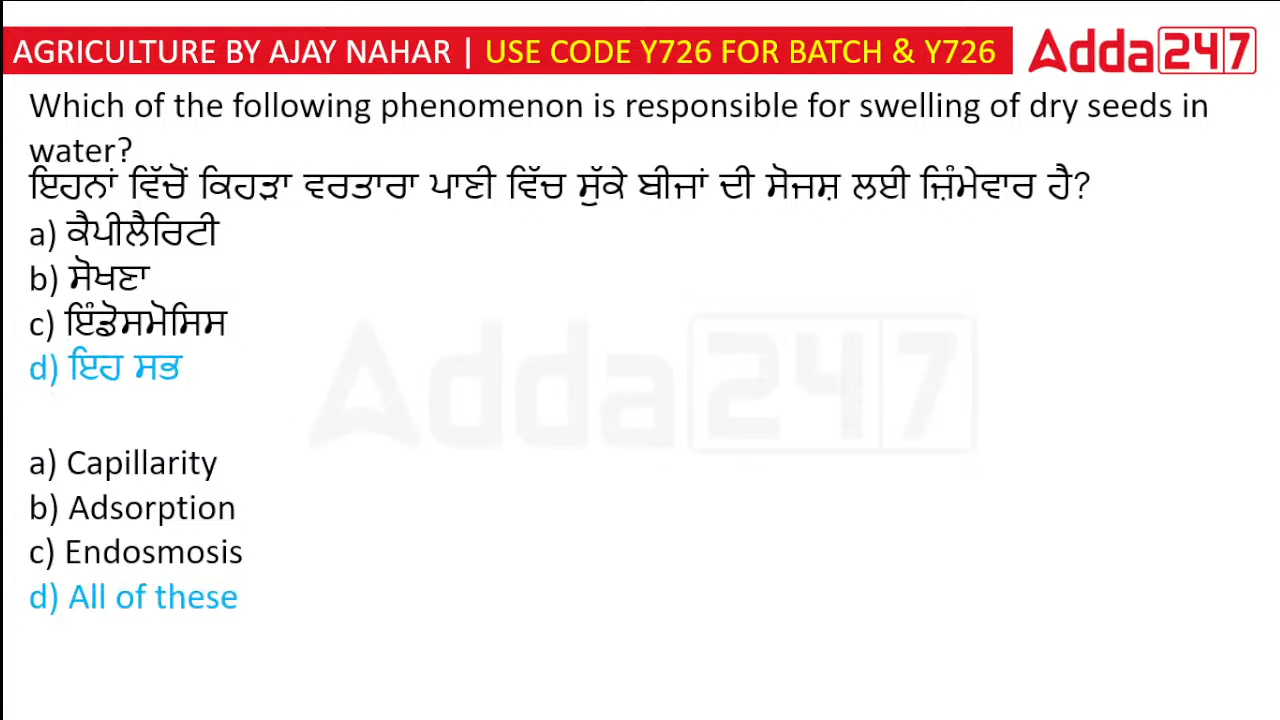 AGRICULTURE BY AJAY NAHAR | USE CODE Y726 FOR BATCH & Y726
Adda247
Which of the following phenomenon is responsible for swelling of dry seeds in
water?
ਇਹਨਾਂ ਵਿੱਚੋਂ ਕਿਹੜਾ ਵਰਤਾਰਾ ਪਾਣੀ ਵਿੱਚ ਸੁੱਕੇ ਬੀਜਾਂ ਦੀ ਸੋਜਸ਼ ਲਈ ਜ਼ਿੰਮੇਵਾਰ ਹੈ?
a) ਕੈਪੀਲੈਰਿਟੀ
b) ਸੋਖਣਾ
c) ਇੰਡੋਸਮੋਸਿਸ
d) ਇਹ ਸਭ
Adda247
a) Capillarity
b) Adsorption
c) Endosmosis
d) All of these